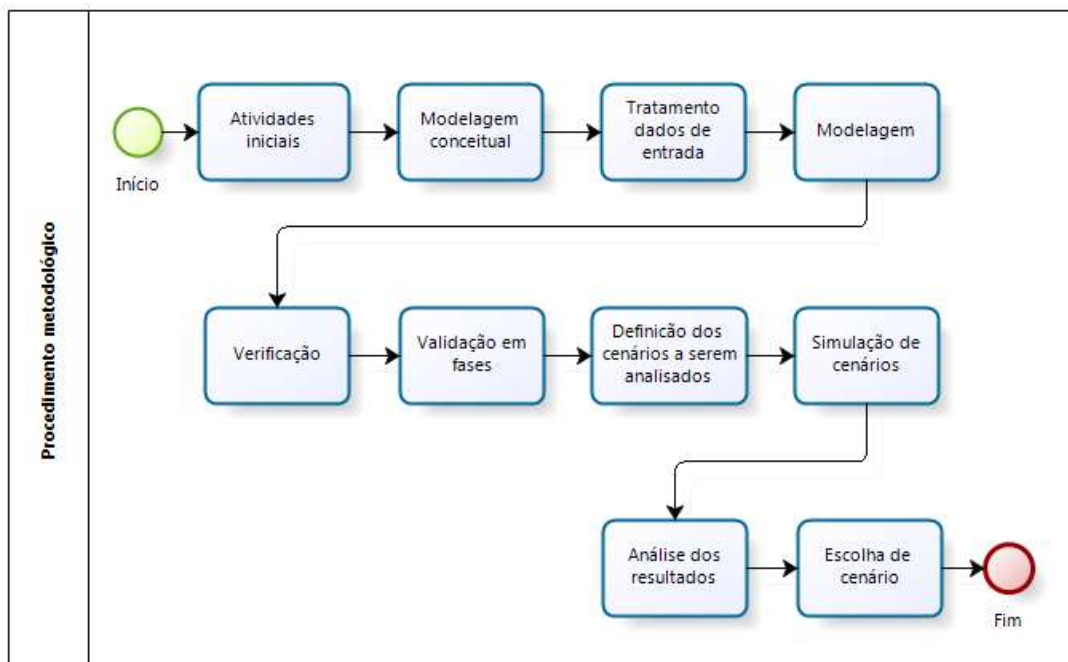 Procedimento metodológico
Início
Atividades
iniciais
Modelagem
conceitual
Tratamento
dados de
entrada
Modelagem
Verificação
Validação em
fases
Definicão dos
cenários a serem
analisados
Simulação de
cenários
Análise dos
resultados
Escolha de
cenário
Fim